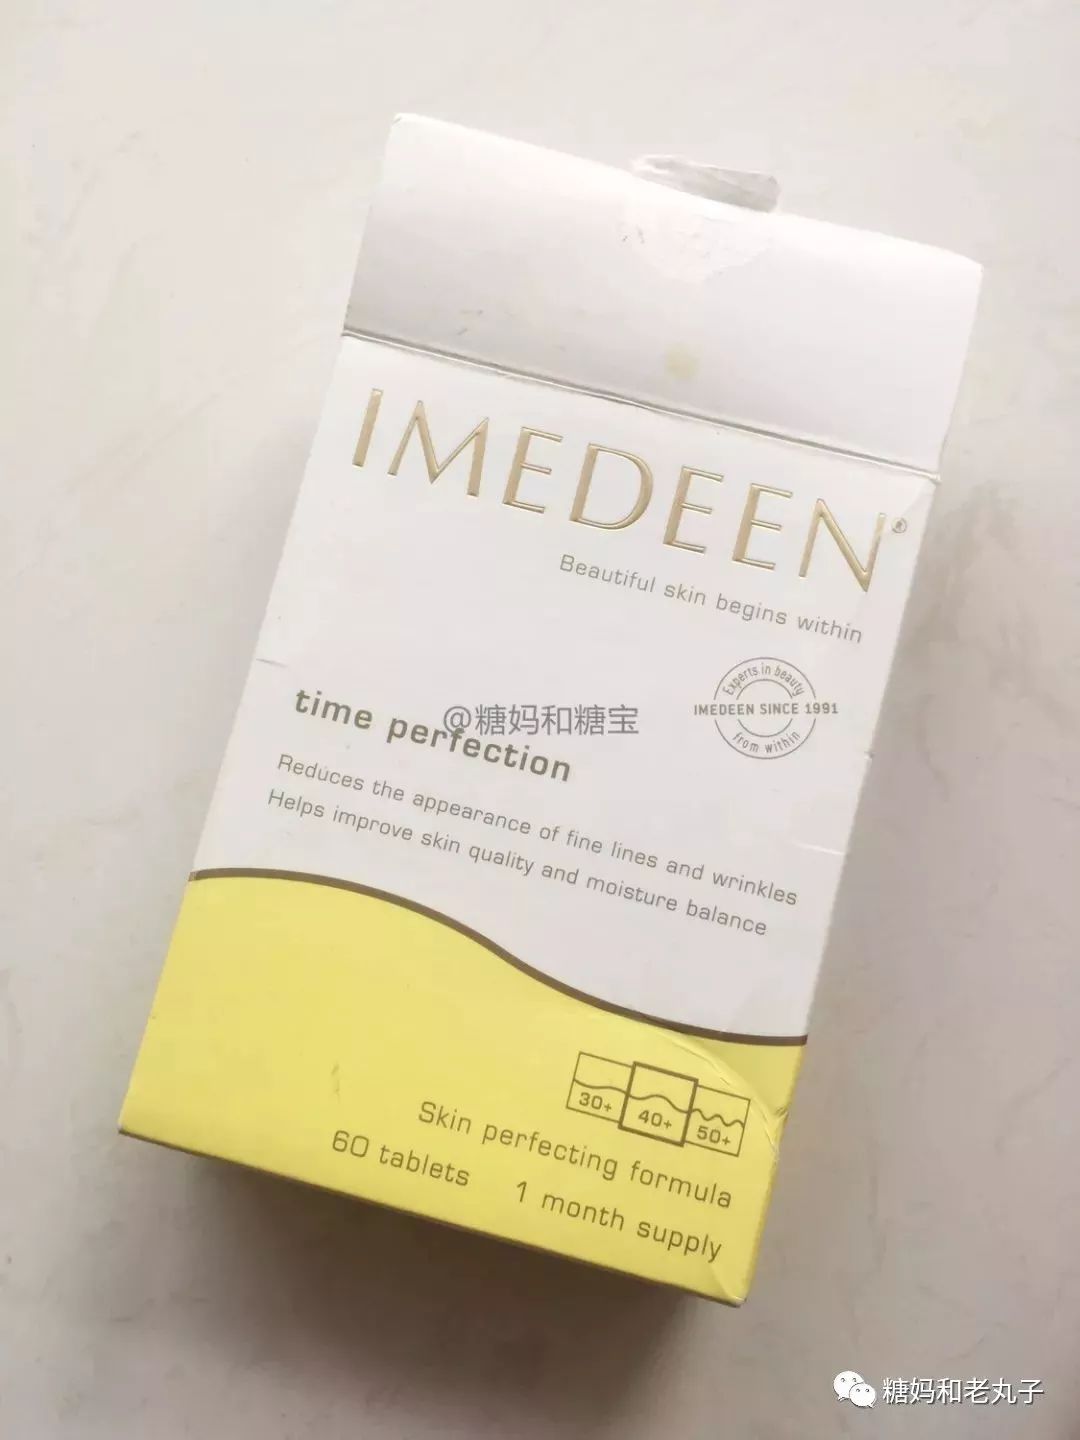 IMEDEEN®
Beautiful skin begins within
Experts in beauty
IMEDEEN SINCE 1991
from within
time perfection
@糖妈和糖宝
Reduces the appearance of fine lines and wrinkles
Helps improve skin quality and moisture balance
30+ 40+ 50+
Skin perfecting formula
60 tablets 1 month supply
糖妈和老丸子